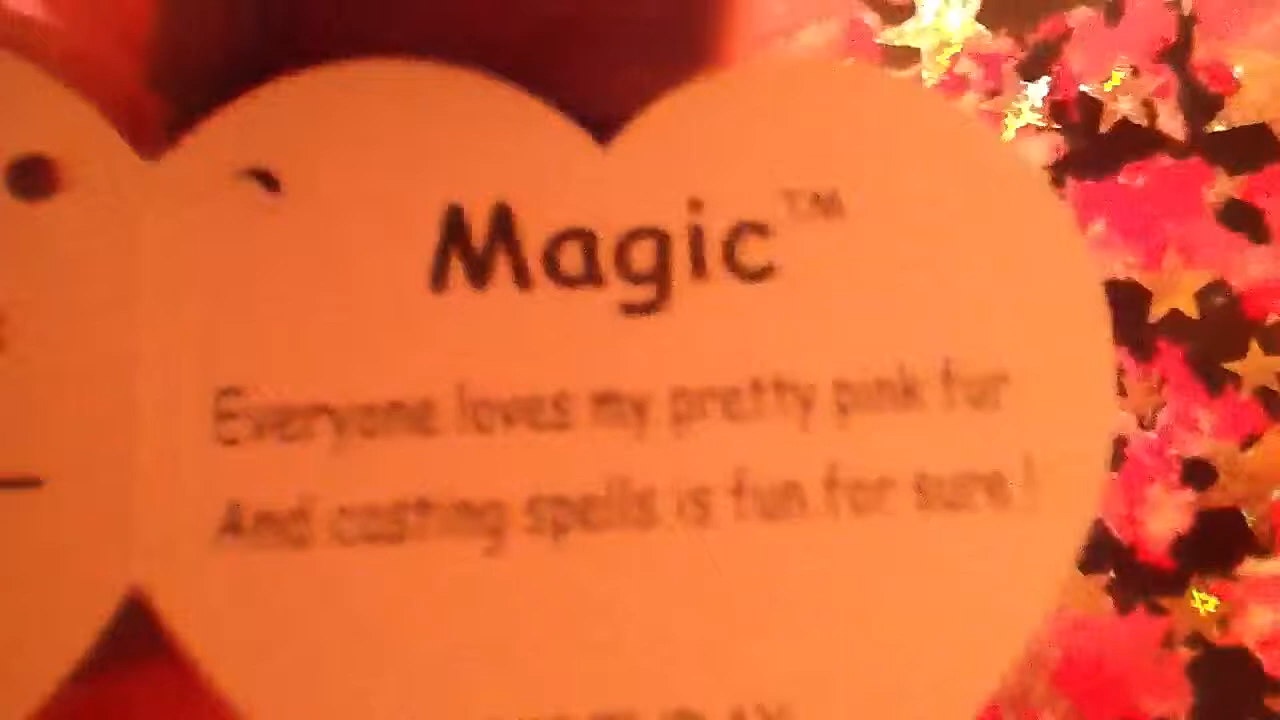 Magic™
Everyone loves my pretty pink fur
And casting spells is fun for sure!